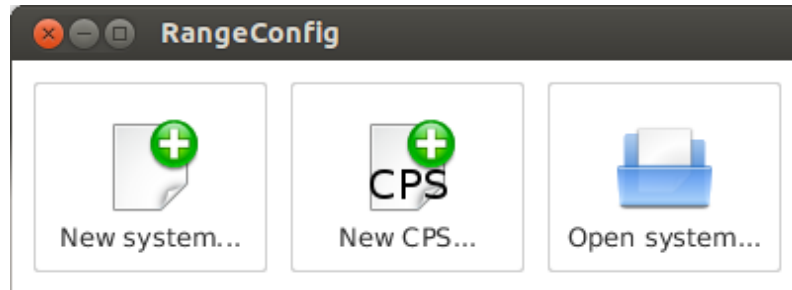 RangeConfig
CPS
New system...
New CPS...
Open system...